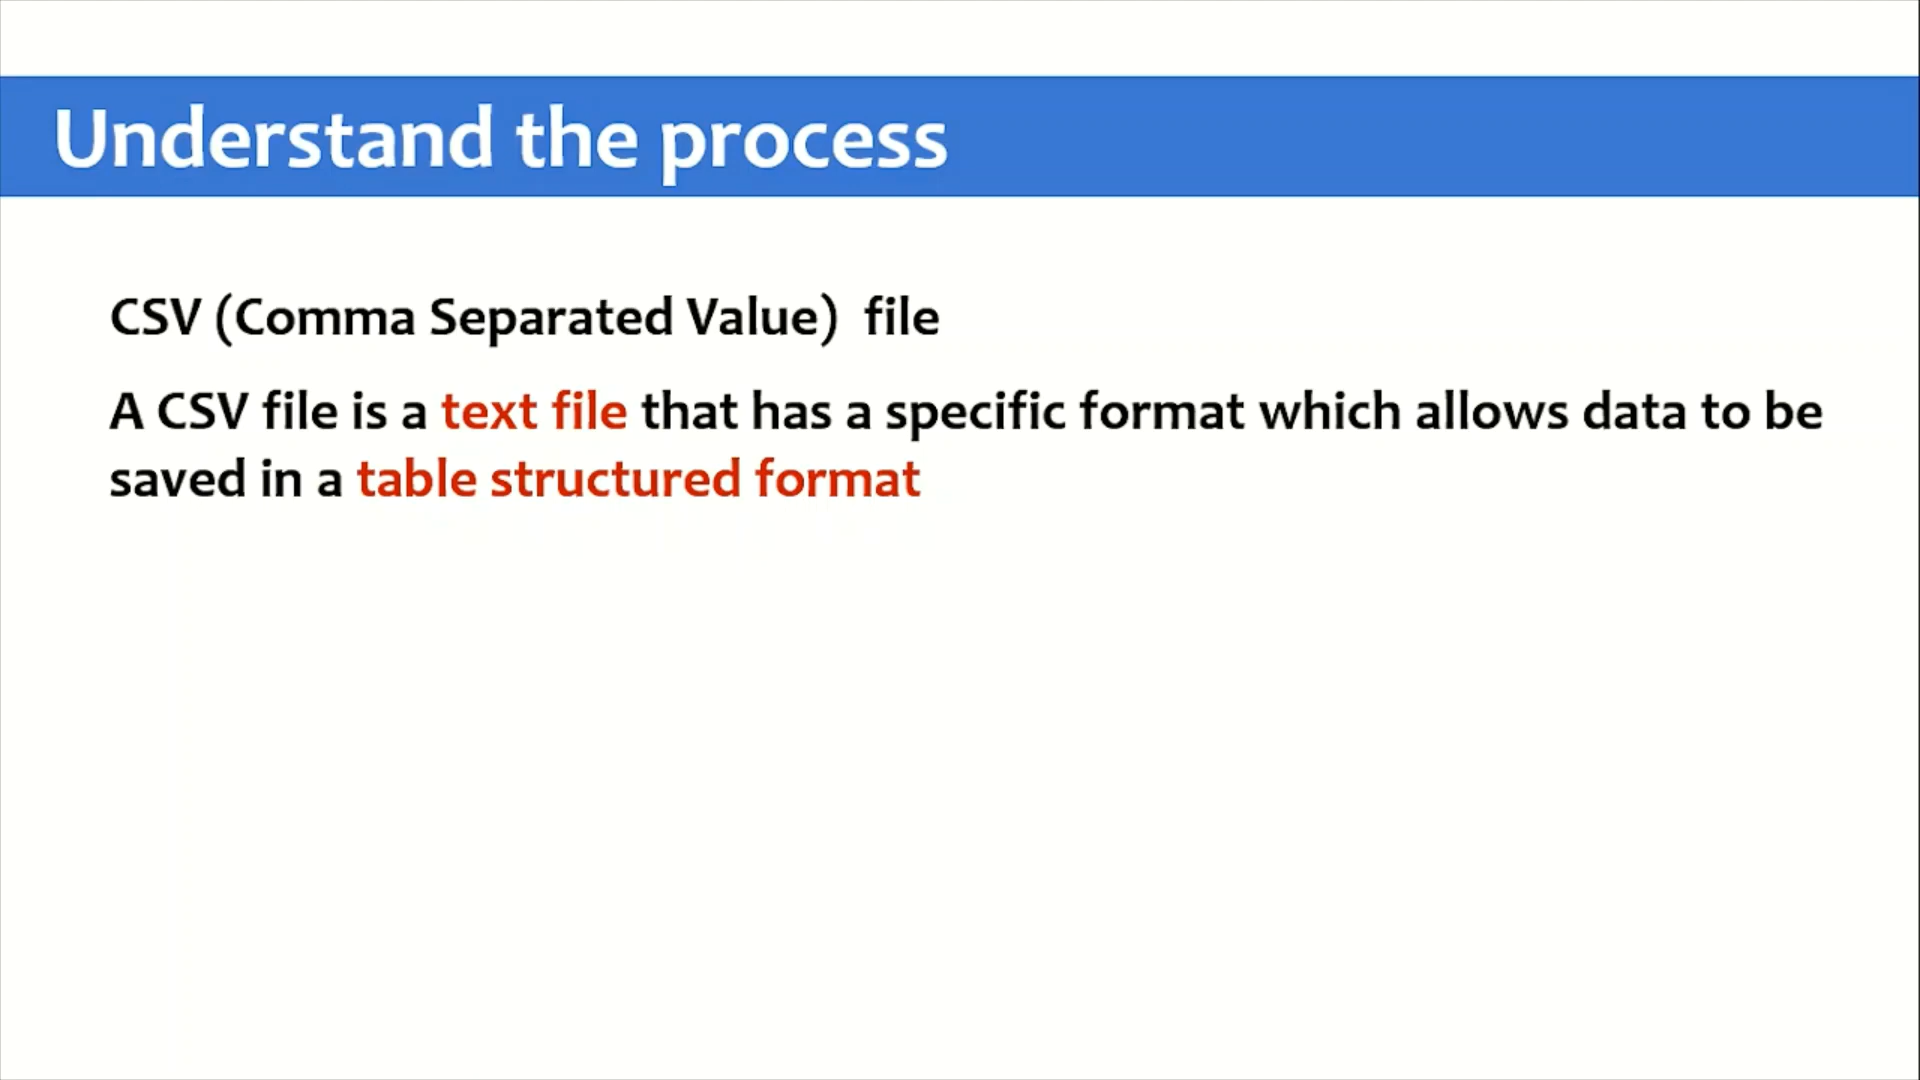 Understand the process
CSV (Comma Separated Value)  file
A CSV file is a text file that has a specific format which allows data to be
saved in a table structured format